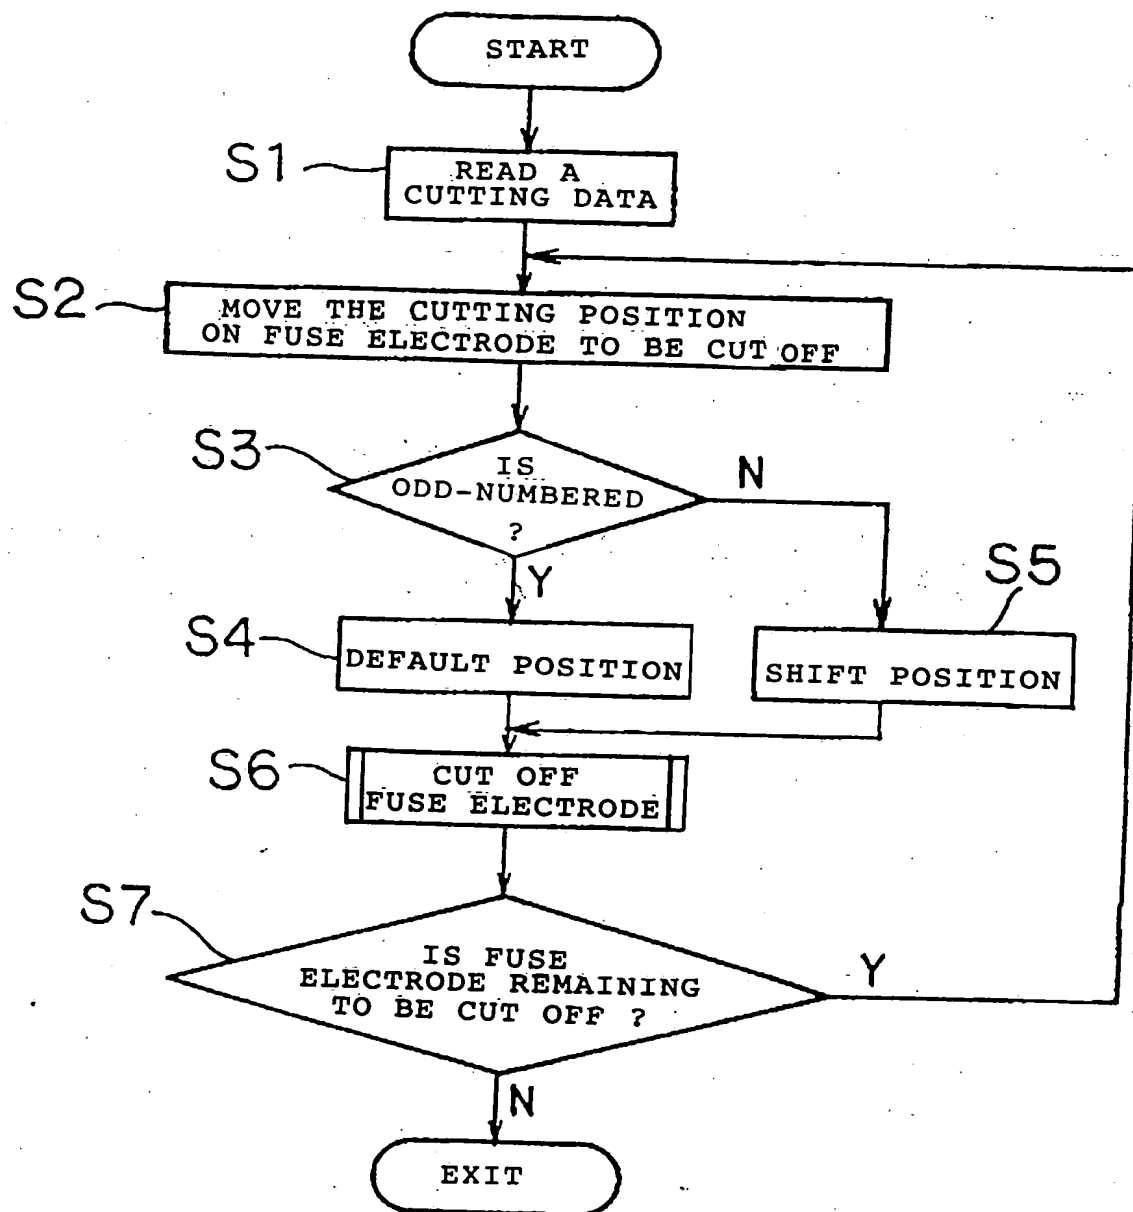 START
S1
READ A
CUTTING DATA
S2
MOVE THE CUTTING POSITION
ON FUSE ELECTRODE TO BE CUT OFF
S3
IS
ODD-NUMBERED
?
N
Y
S5
S4
DEFAULT POSITION
SHIFT POSITION
S6
CUT OFF
FUSE ELECTRODE
S7
IS FUSE
ELECTRODE REMAINING
TO BE CUT OFF ?
Y
N
EXIT